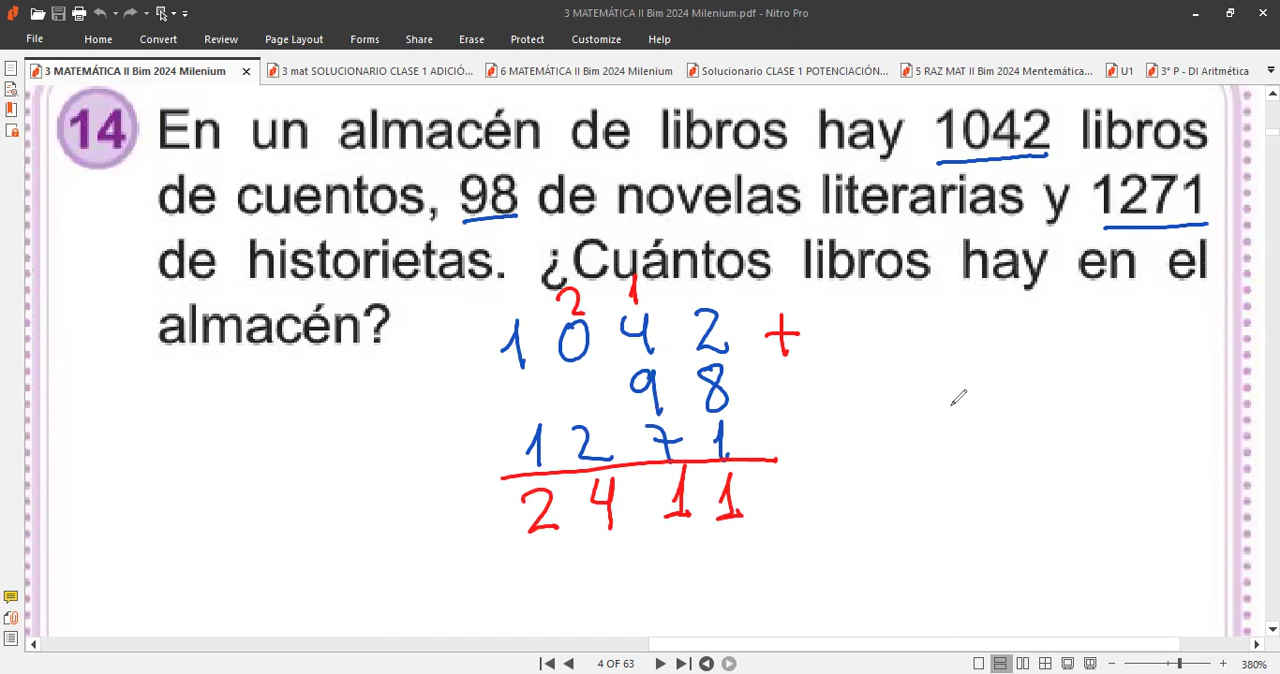 3 MATEMÁTICA II Bim 2024 Milenium.pdf - Nitro Pro
File Home Convert Review Page Layout Forms Share Erase Protect Customize Help
3 MATEMÁTICA II Bim 2024 Milenium 3 mat SOLUCIONARIO CLASE 1 ADICIÓ... 6 MATEMÁTICA II Bim 2024 Milenium Solucionario CLASE 1 POTENCIACIÓN... 5 RAZ MAT II Bim 2024 Mentemática... U1 3° P - DI Aritmética
14 En un almacén de libros hay 1042 libros
de cuentos, 98 de novelas literarias y 1271
de historietas. ¿Cuántos libros hay en el
almacén?
2 1
1 0 4 2 +
9 8
1 2 7 1
2 4 1 1
4 OF 63 380%